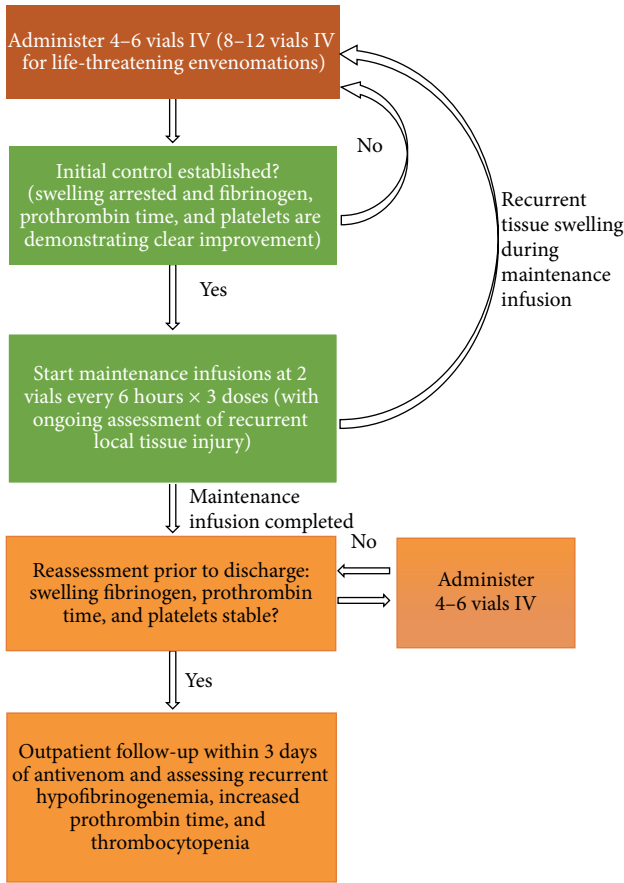 Administer 4–6 vials IV (8–12 vials IV
for life-threatening envenomations)
No
Initial control established?
(swelling arrested and fibrinogen,
prothrombin time, and platelets are
demonstrating clear improvement)
Recurrent
tissue swelling
during
maintenance
infusion
Yes
Start maintenance infusions at 2
vials every 6 hours × 3 doses (with
ongoing assessment of recurrent
local tissue injury)
Maintenance
infusion completed
No
Reassessment prior to discharge:
swelling fibrinogen, prothrombin
time, and platelets stable?
Administer
4–6 vials IV
Yes
Outpatient follow-up within 3 days
of antivenom and assessing recurrent
hypofibrinogenemia, increased
prothrombin time, and
thrombocytopenia